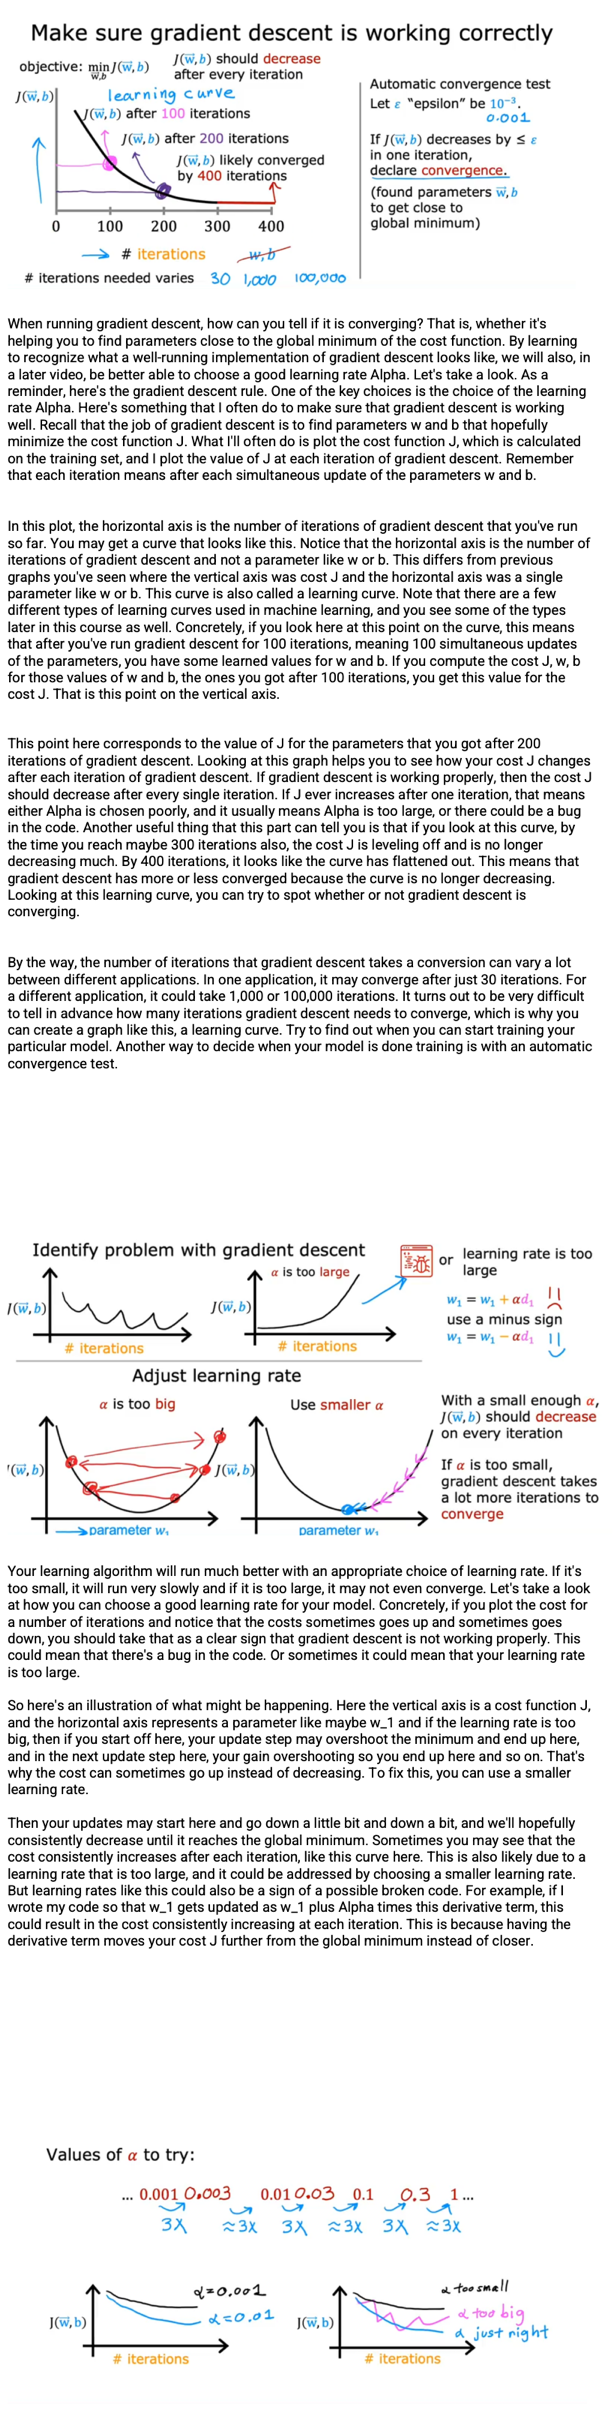 Make sure gradient descent is working correctly
objective: min J(w⃗,b)
w⃗,b
J(w⃗,b) should decrease
after every iteration
J(w⃗,b)
learning curve
J(w⃗,b) after 100 iterations
J(w⃗,b) after 200 iterations
J(w⃗,b) likely converged
by 400 iterations
0 100 200 300 400
# iterations
w,b
# iterations needed varies 30 1,000 100,000
Automatic convergence test
Let ε "epsilon" be 10⁻³.
0.001
If J(w⃗,b) decreases by ≤ ε
in one iteration,
declare convergence.
(found parameters w⃗,b
to get close to
global minimum)
When running gradient descent, how can you tell if it is converging? That is, whether it's
helping you to find parameters close to the global minimum of the cost function. By learning
to recognize what a well-running implementation of gradient descent looks like, we will also, in
a later video, be better able to choose a good learning rate Alpha. Let's take a look. As a
reminder, here's the gradient descent rule. One of the key choices is the choice of the learning
rate Alpha. Here's something that I often do to make sure that gradient descent is working
well. Recall that the job of gradient descent is to find parameters w and b that hopefully
minimize the cost function J. What I'll often do is plot the cost function J, which is calculated
on the training set, and I plot the value of J at each iteration of gradient descent. Remember
that each iteration means after each simultaneous update of the parameters w and b.
In this plot, the horizontal axis is the number of iterations of gradient descent that you've run
so far. You may get a curve that looks like this. Notice that the horizontal axis is the number of
iterations of gradient descent and not a parameter like w or b. This differs from previous
graphs you've seen where the vertical axis was cost J and the horizontal axis was a single
parameter like w or b. This curve is also called a learning curve. Note that there are a few
different types of learning curves used in machine learning, and you see some of the types
later in this course as well. Concretely, if you look here at this point on the curve, this means
that after you've run gradient descent for 100 iterations, meaning 100 simultaneous updates
of the parameters, you have some learned values for w and b. If you compute the cost J, w, b
for those values of w and b, the ones you got after 100 iterations, you get this value for the
cost J. That is this point on the vertical axis.
This point here corresponds to the value of J for the parameters that you got after 200
iterations of gradient descent. Looking at this graph helps you to see how your cost J changes
after each iteration of gradient descent. If gradient descent is working properly, then the cost J
should decrease after every single iteration. If J ever increases after one iteration, that means
either Alpha is chosen poorly, and it usually means Alpha is too large, or there could be a bug
in the code. Another useful thing that this part can tell you is that if you look at this curve, by
the time you reach maybe 300 iterations also, the cost J is leveling off and is no longer
decreasing much. By 400 iterations, it looks like the curve has flattened out. This means that
gradient descent has more or less converged because the curve is no longer decreasing.
Looking at this learning curve, you can try to spot whether or not gradient descent is
converging.
By the way, the number of iterations that gradient descent takes a conversion can vary a lot
between different applications. In one application, it may converge after just 30 iterations. For
a different application, it could take 1,000 or 100,000 iterations. It turns out to be very difficult
to tell in advance how many iterations gradient descent needs to converge, which is why you
can create a graph like this, a learning curve. Try to find out when you can start training your
particular model. Another way to decide when your model is done training is with an automatic
convergence test.
Identify problem with gradient descent
J(w⃗,b)
# iterations
α is too large
J(w⃗,b)
# iterations
or learning rate is too
large
w₁ = w₁ + αd₁
use a minus sign
w₁ = w₁ − αd₁
Adjust learning rate
α is too big
J(w⃗,b)
parameter w₁
Use smaller α
J(w⃗,b)
parameter w₁
With a small enough α,
J(w⃗,b) should decrease
on every iteration
If α is too small,
gradient descent takes
a lot more iterations to
converge
Your learning algorithm will run much better with an appropriate choice of learning rate. If it's
too small, it will run very slowly and if it is too large, it may not even converge. Let's take a look
at how you can choose a good learning rate for your model. Concretely, if you plot the cost for
a number of iterations and notice that the costs sometimes goes up and sometimes goes
down, you should take that as a clear sign that gradient descent is not working properly. This
could mean that there's a bug in the code. Or sometimes it could mean that your learning rate
is too large.
So here's an illustration of what might be happening. Here the vertical axis is a cost function J,
and the horizontal axis represents a parameter like maybe w_1 and if the learning rate is too
big, then if you start off here, your update step may overshoot the minimum and end up here,
and in the next update step here, your gain overshooting so you end up here and so on. That's
why the cost can sometimes go up instead of decreasing. To fix this, you can use a smaller
learning rate.
Then your updates may start here and go down a little bit and down a bit, and we'll hopefully
consistently decrease until it reaches the global minimum. Sometimes you may see that the
cost consistently increases after each iteration, like this curve here. This is also likely due to a
learning rate that is too large, and it could be addressed by choosing a smaller learning rate.
But learning rates like this could also be a sign of a possible broken code. For example, if I
wrote my code so that w_1 gets updated as w_1 plus Alpha times this derivative term, this
could result in the cost consistently increasing at each iteration. This is because having the
derivative term moves your cost J further from the global minimum instead of closer.
Values of α to try:
... 0.001 0.003 0.01 0.03 0.1 0.3 1 ...
3X ≈3X 3X ≈3X 3X ≈3X
J(w⃗,b)
α=0.001
α=0.01
# iterations
J(w⃗,b)
α too small
α too big
α just right
# iterations